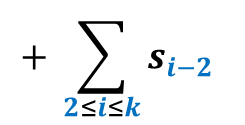 + ∑_{2≤i≤k} s_{i−2}